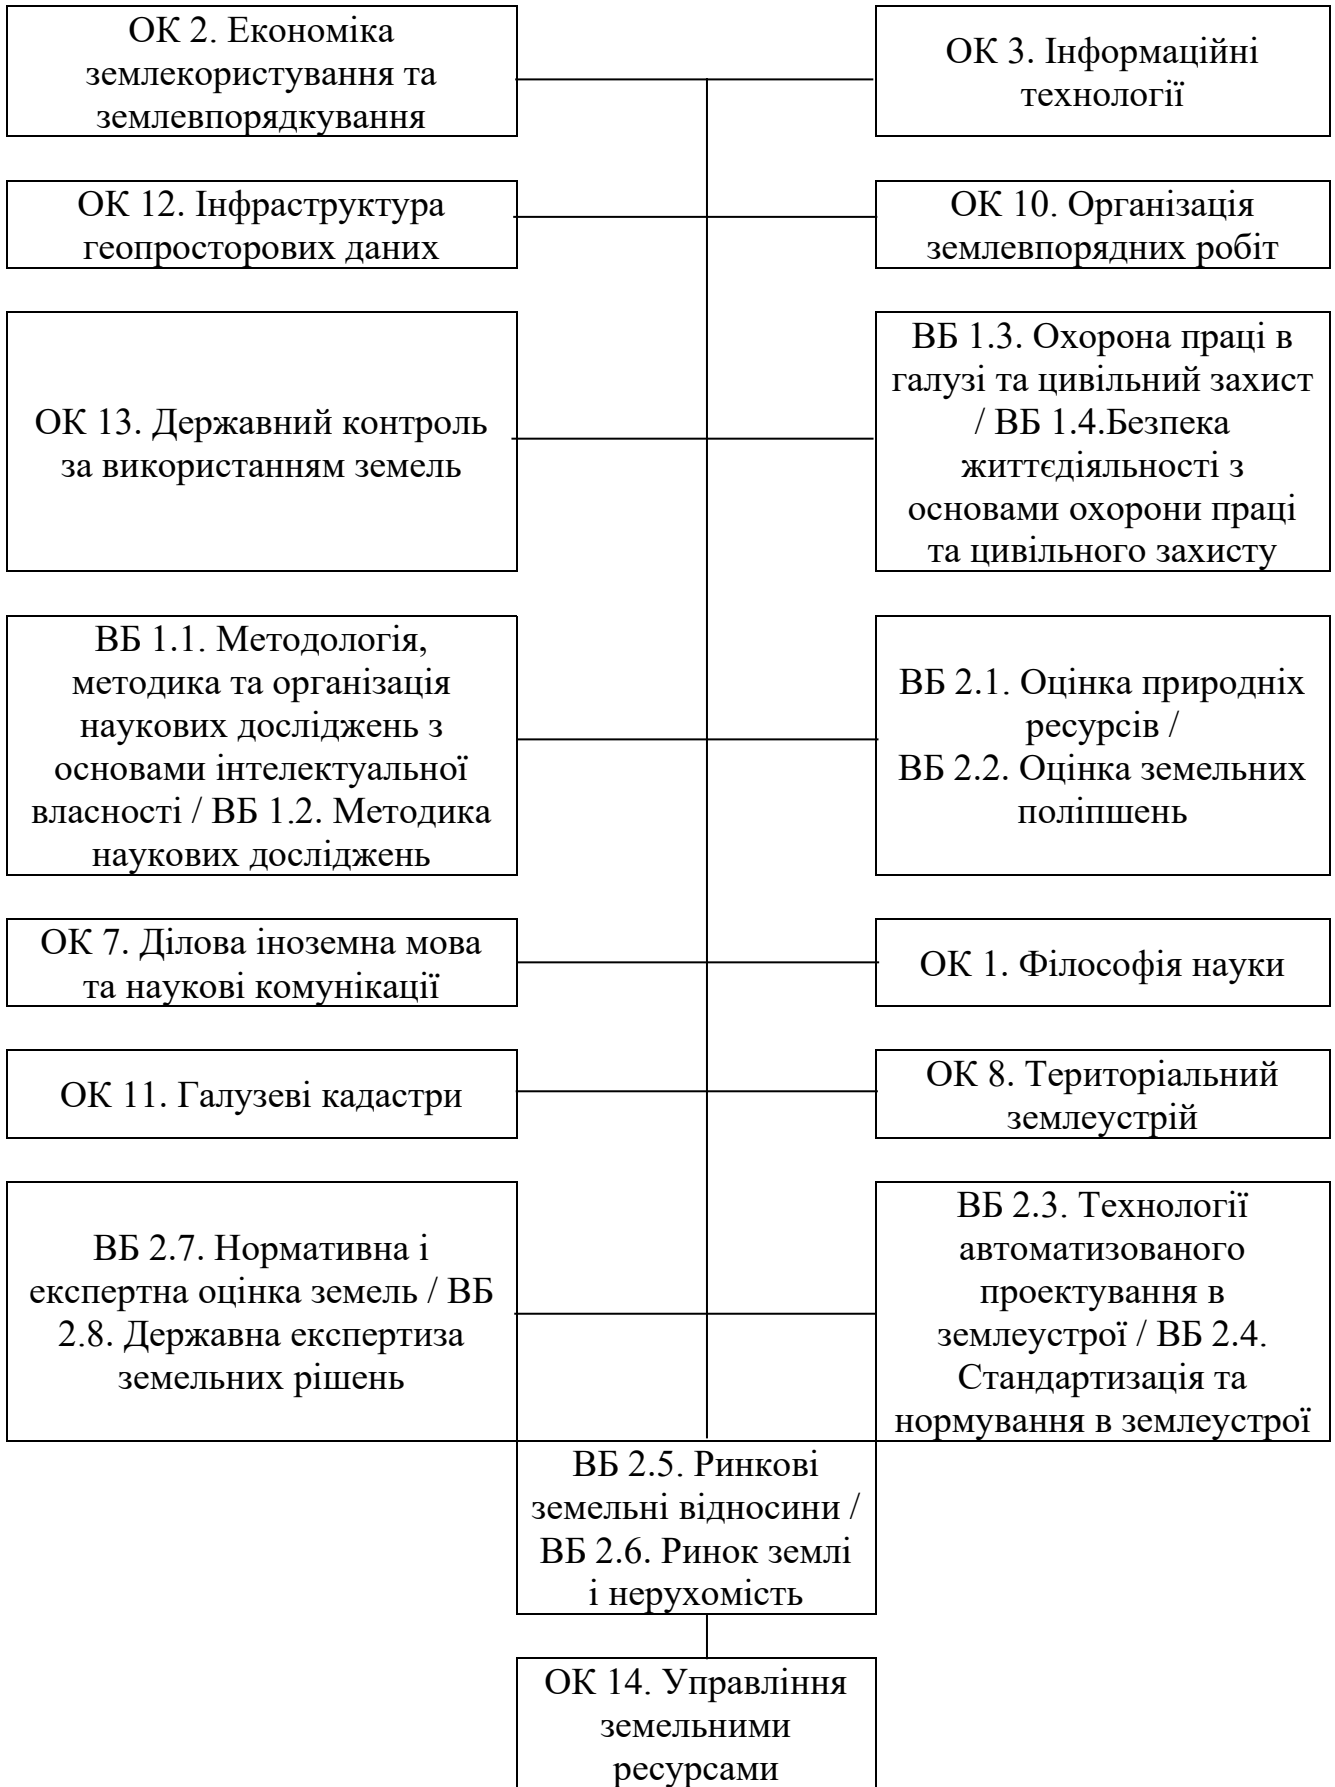 ОК 2. Економіка
землекористування та
землевпорядкування
ОК 3. Інформаційні
технології
ОК 12. Інфраструктура
геопросторових даних
ОК 10. Організація
землевпорядних робіт
ОК 13. Державний контроль
за використанням земель
ВБ 1.3. Охорона праці в
галузі та цивільний захист
/ ВБ 1.4.Безпека
життєдіяльності з
основами охорони праці
та цивільного захисту
ВБ 1.1. Методологія,
методика та організація
наукових досліджень з
основами інтелектуальної
власності / ВБ 1.2. Методика
наукових досліджень
ВБ 2.1. Оцінка природніх
ресурсів /
ВБ 2.2. Оцінка земельних
поліпшень
ОК 7. Ділова іноземна мова
та наукові комунікації
ОК 1. Філософія науки
ОК 11. Галузеві кадастри
ОК 8. Територіальний
землеустрій
ВБ 2.7. Нормативна і
експертна оцінка земель / ВБ
2.8. Державна експертиза
земельних рішень
ВБ 2.3. Технології
автоматизованого
проектування в
землеустрої / ВБ 2.4.
Стандартизація та
нормування в землеустрої
ВБ 2.5. Ринкові
земельні відносини /
ВБ 2.6. Ринок землі
і нерухомість
ОК 14. Управління
земельними
ресурсами